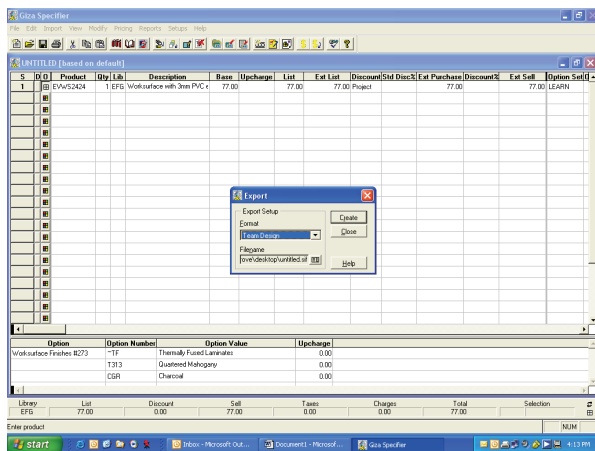 Giza Specifier
File Edit Import View Modify Pricing Reports Setups Help
UNTITLED [based on default]
S D O Product Qty Lib Description Base Upcharge List Ext List Discount Std Disc% Ext Purchase Discount% Ext Sell Option Set
1 EVWS2424 1 EFG Worksurface with 3mm PVC e 77.00 77.00 77.00 Project 77.00 77.00 LEARN
Export
Export Setup
Format
Team Design
Filename
ove\desktop\untitled.sif
Create
Close
Help
Option Option Number Option Value Upcharge
Worksurface Finishes #273 ~TF Thermally Fused Laminates 0.00
T313 Quartered Mahogany 0.00
CGR Charcoal 0.00
Library List Discount Sell Taxes Charges Total Selection
EFG 77.00 0.00 77.00 0.00 0.00 77.00
Enter product NUM
start Inbox - Microsoft Out... Document1 - Microsof... Giza Specifier 4:13 PM